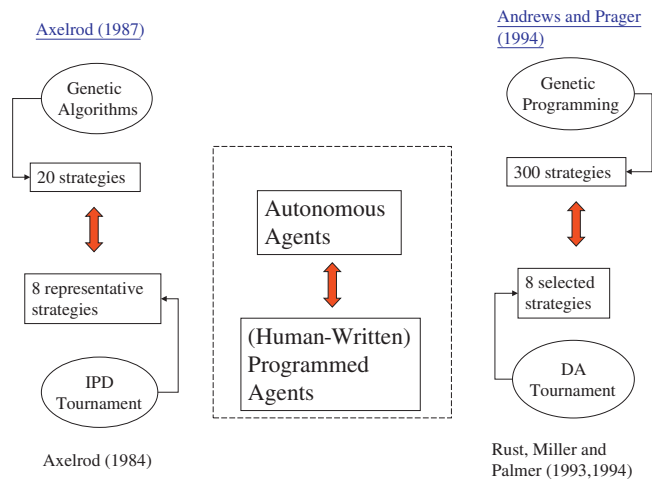 Axelrod (1987)
Genetic
Algorithms
20 strategies
8 representative
strategies
IPD
Tournament
Axelrod (1984)
Autonomous
Agents
(Human-Written)
Programmed
Agents
Andrews and Prager
(1994)
Genetic
Programming
300 strategies
8 selected
strategies
DA
Tournament
Rust, Miller and
Palmer (1993,1994)